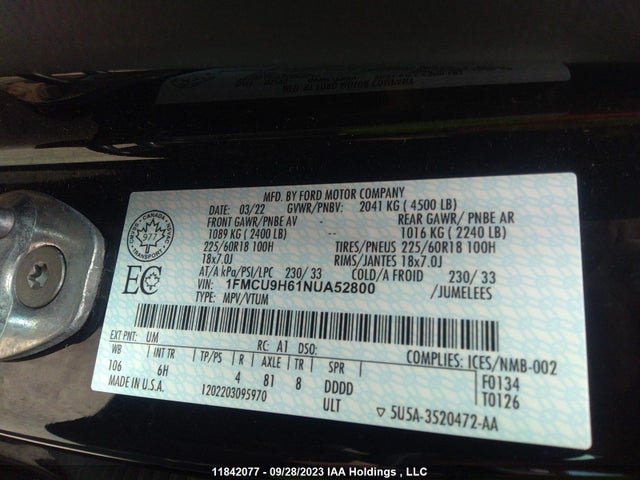 MFD. BY FORD MOTOR COMPANY
DATE: 03/22 GVWR/PNBV: 2041 KG ( 4500 LB)
FRONT GAWR/PNBE AV REAR GAWR/ PNBE AR
1089 KG ( 2400 LB) 1016 KG ( 2240 LB)
225/60R18 100H TIRES/PNEUS 225/60R18 100H
18x7.0J RIMS/JANTES 18x7.0J
AT/A kPa/PSI/LPC 230/ 33 COLD/A FROID 230/ 33
VIN: 1FMCU9H61NUA52800 /JUMELEES
TYPE: MPV/VTUM
CANADA
977
EC
EXT PNT: UM RC: A1 DSO:
COMPLIES: ICES/NMB-002
WB INT TR TP/PS R AXLE TR SPR
106 6H 4 81 8 DDDD
F0134
T0126
MADE IN U.S.A. 1202203095970 ULT
5U5A-3520472-AA
11842077 - 09/28/2023 IAA Holdings , LLC